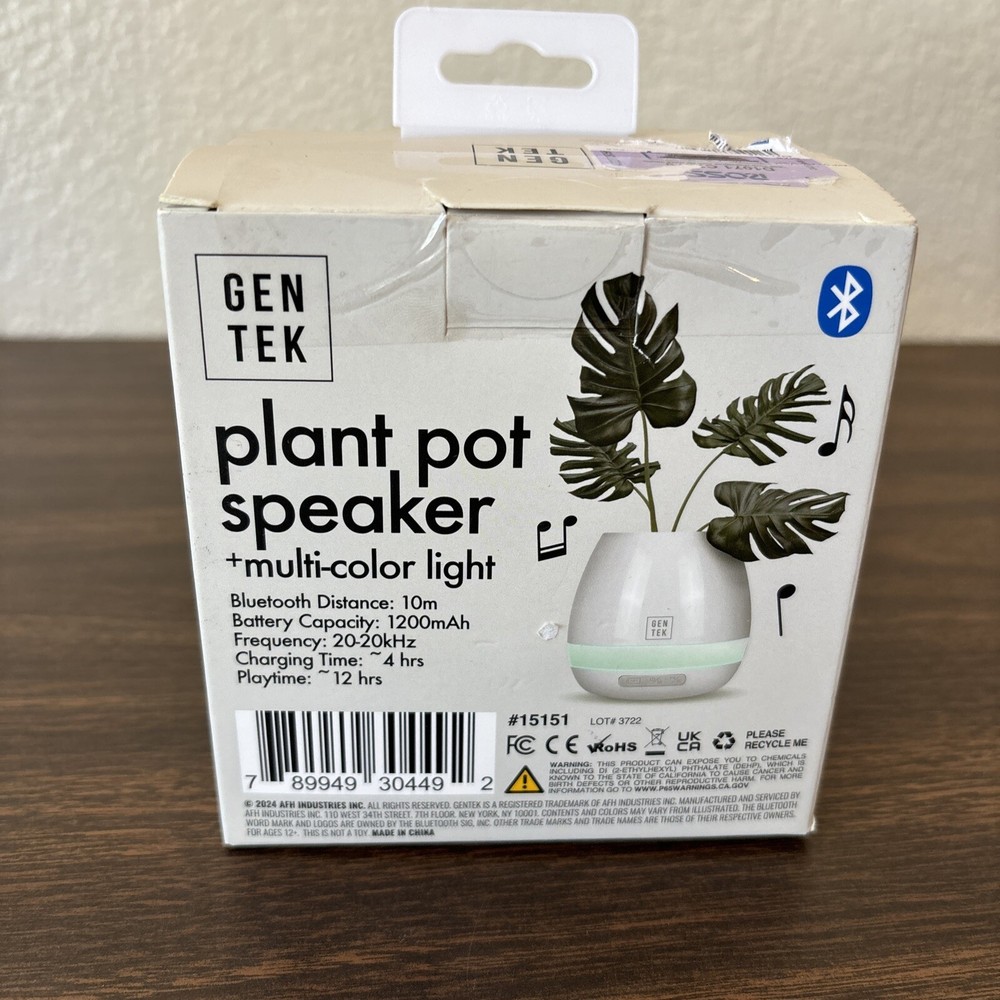 GEN
TEK
ROSS
GEN
TEK
plant pot
speaker
+multi-color light
Bluetooth Distance: 10m
Battery Capacity: 1200mAh
Frequency: 20-20kHz
Charging Time: ~4 hrs
Playtime: ~12 hrs
GEN
TEK
7 89949 30449 2
#15151 LOT# 3722
FC CE RoHS UK CA PLEASE RECYCLE ME
WARNING: THIS PRODUCT CAN EXPOSE YOU TO CHEMICALS
INCLUDING DI (2-ETHYLHEXYL) PHTHALATE (DEHP), WHICH IS
KNOWN TO THE STATE OF CALIFORNIA TO CAUSE CANCER AND
BIRTH DEFECTS OR OTHER REPRODUCTIVE HARM. FOR MORE
INFORMATION GO TO WWW.P65WARNINGS.CA.GOV
© 2024 AFH INDUSTRIES INC. ALL RIGHTS RESERVED. GENTEK IS A REGISTERED TRADEMARK OF AFH INDUSTRIES INC. MANUFACTURED AND SERVICED BY
AFH INDUSTRIES INC. 110 WEST 34TH STREET. 7TH FLOOR. NEW YORK, NY 10001. CONTENTS AND COLORS MAY VARY FROM ILLUSTRATED. THE BLUETOOTH
WORD MARK AND LOGOS ARE OWNED BY THE BLUETOOTH SIG, INC. OTHER TRADE MARKS AND TRADE NAMES ARE THOSE OF THEIR RESPECTIVE OWNERS.
FOR AGES 12+. THIS IS NOT A TOY. MADE IN CHINA